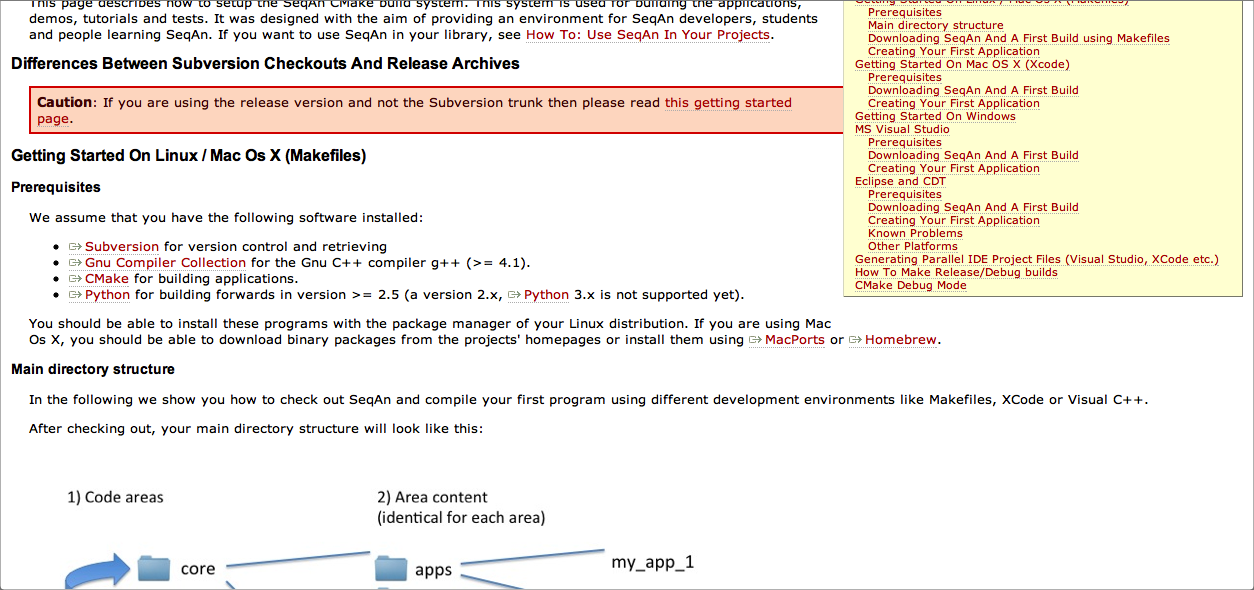 This page describes how to setup the SeqAn CMake build system. This system is used for building the applications,
demos, tutorials and tests. It was designed with the aim of providing an environment for SeqAn developers, students
and people learning SeqAn. If you want to use SeqAn in your library, see How To: Use SeqAn In Your Projects.
Differences Between Subversion Checkouts And Release Archives
Caution: If you are using the release version and not the Subversion trunk then please read this getting started
page.
Getting Started On Linux / Mac Os X (Makefiles)
Prerequisites
We assume that you have the following software installed:
Subversion for version control and retrieving
Gnu Compiler Collection for the Gnu C++ compiler g++ (>= 4.1).
CMake for building applications.
Python for building forwards in version >= 2.5 (a version 2.x, Python 3.x is not supported yet).
You should be able to install these programs with the package manager of your Linux distribution. If you are using Mac
Os X, you should be able to download binary packages from the projects' homepages or install them using MacPorts or Homebrew.
Main directory structure
In the following we show you how to check out SeqAn and compile your first program using different development environments like Makefiles, XCode or Visual C++.
After checking out, your main directory structure will look like this:
1) Code areas
2) Area content
(identical for each area)
core
apps
my_app_1
Getting Started On Linux / Mac Os X (Makefiles)
Prerequisites
Main directory structure
Downloading SeqAn And A First Build using Makefiles
Creating Your First Application
Getting Started On Mac OS X (Xcode)
Prerequisites
Downloading SeqAn And A First Build
Creating Your First Application
Getting Started On Windows
MS Visual Studio
Prerequisites
Downloading SeqAn And A First Build
Creating Your First Application
Eclipse and CDT
Prerequisites
Downloading SeqAn And A First Build
Creating Your First Application
Known Problems
Other Platforms
Generating Parallel IDE Project Files (Visual Studio, XCode etc.)
How To Make Release/Debug builds
CMake Debug Mode